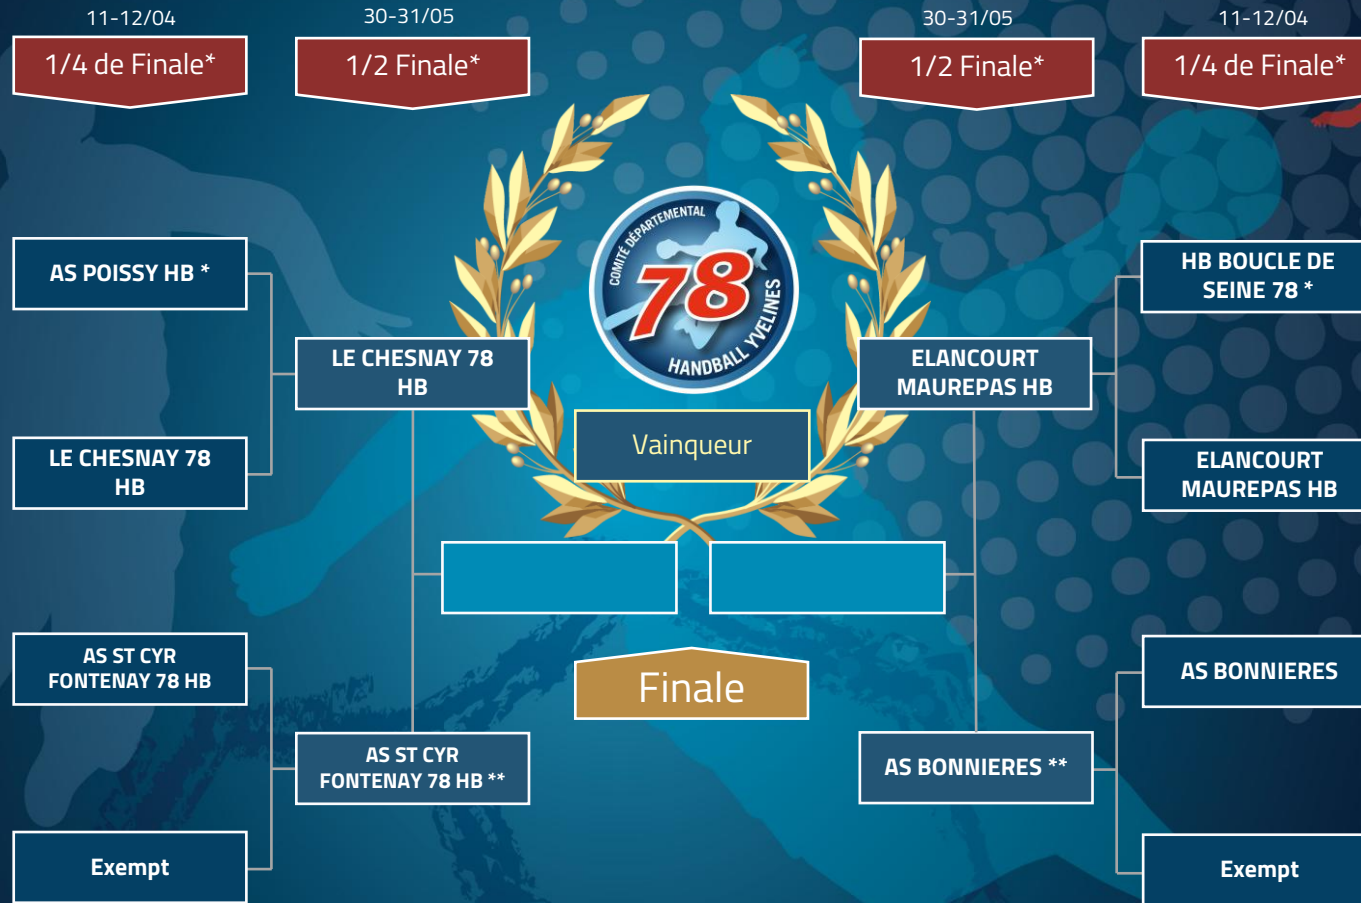 11-12/04
30-31/05
30-31/05
11-12/04
1/4 de Finale*
1/2 Finale*
1/2 Finale*
1/4 de Finale*
COMITÉ DÉPARTEMENTAL
78
HANDBALL YVELINES
AS POISSY HB *
HB BOUCLE DE
SEINE 78 *
LE CHESNAY 78
HB
ELANCOURT
MAUREPAS HB
Vainqueur
LE CHESNAY 78
HB
ELANCOURT
MAUREPAS HB
AS ST CYR
FONTENAY 78 HB
Finale
AS BONNIERES
AS ST CYR
FONTENAY 78 HB **
AS BONNIERES **
Exempt
Exempt